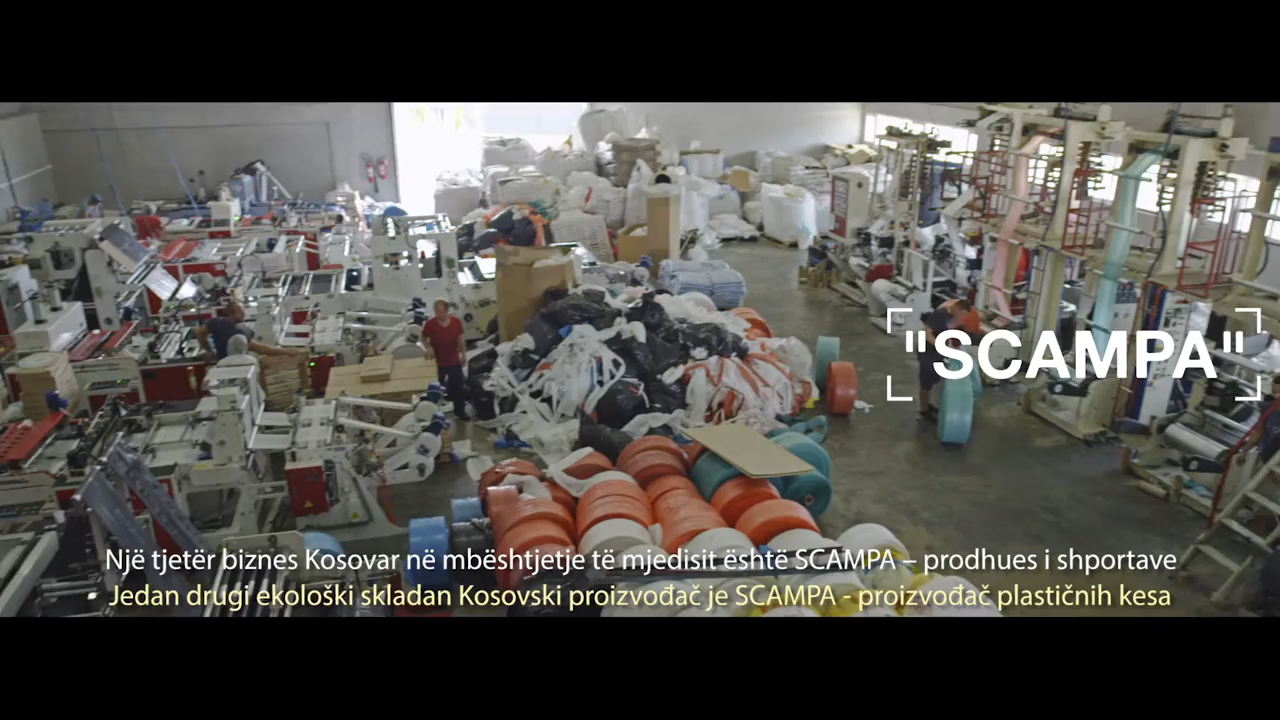 "SCAMPA"
Një tjetër biznes Kosovar në mbështetje të mjedisit është SCAMPA – prodhues i shportave
Jedan drugi ekološki skladan Kosovski proizvođač je SCAMPA - proizvođač plastičnih kesa